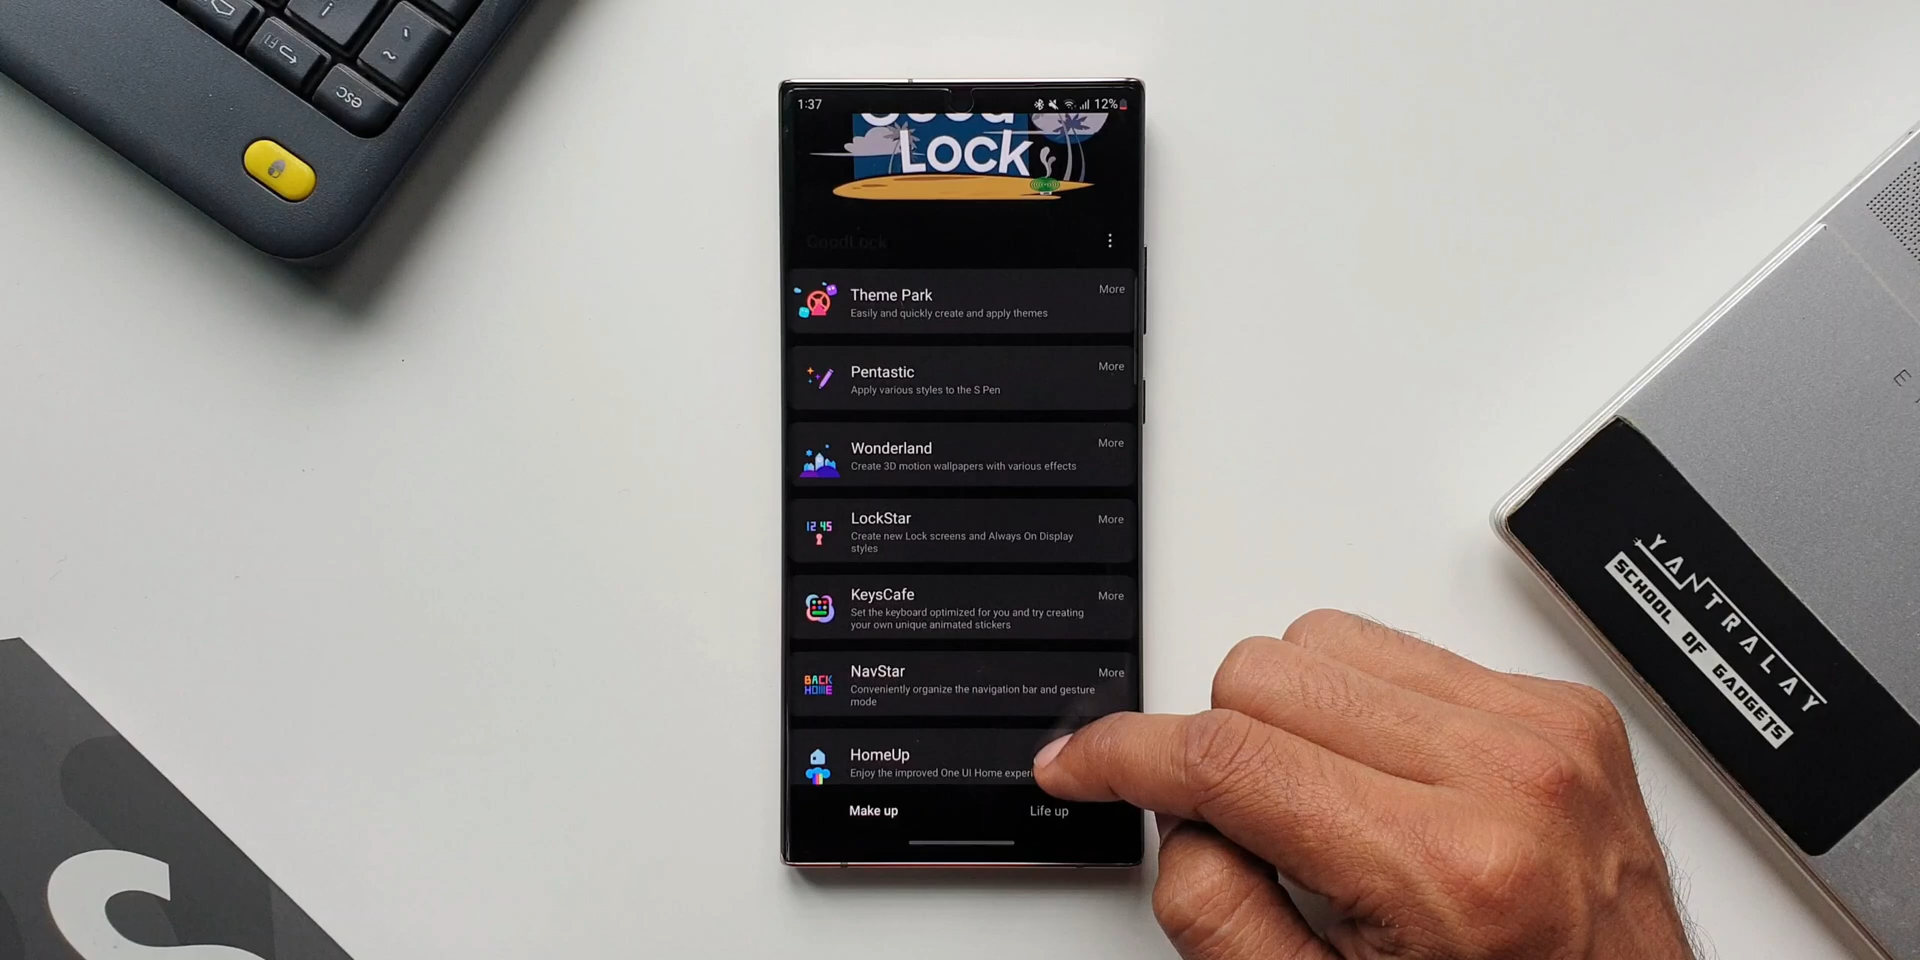 esc
~
i
F1
1:37
12%
Good
Lock
GoodLock
Theme Park
More
Easily and quickly create and apply themes
Pentastic
More
Apply various styles to the S Pen
Wonderland
More
Create 3D motion wallpapers with various effects
12 45
LockStar
More
Create new Lock screens and Always On Display
styles
KeysCafe
More
Set the keyboard optimized for you and try creating
your own unique animated stickers
BACK
HOME
NavStar
More
Conveniently organize the navigation bar and gesture
mode
HomeUp
Enjoy the improved One UI Home
Make up
Life up
YANTRALAY
SCHOOL OF GADGETS
E
S